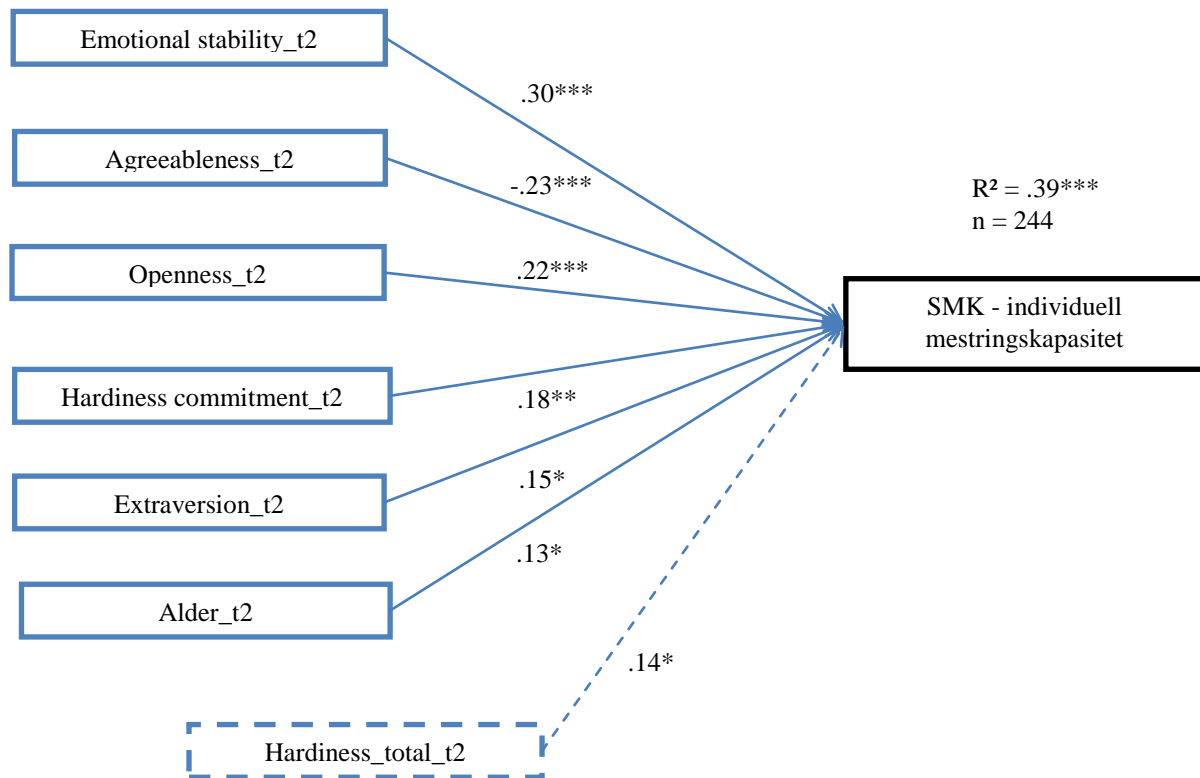 Emotional stability_t2
.30***
Agreeableness_t2
-.23***
R² = .39***
n = 244
Openness_t2
.22***
SMK - individuell
mestringskapasitet
Hardiness commitment_t2
.18**
Extraversion_t2
.15*
.13*
Alder_t2
.14*
Hardiness_total_t2